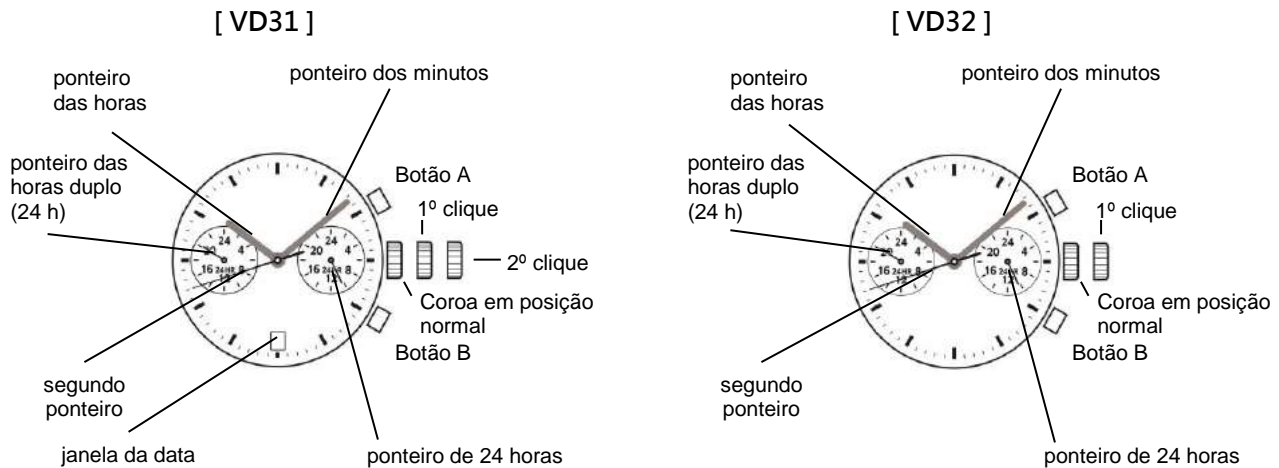 [ VD31 ]
ponteiro
das horas
ponteiro dos minutos
ponteiro das
horas duplo
(24 h)
Botão A
1º clique
2º clique
Coroa em posição
normal
Botão B
segundo
ponteiro
janela da data
ponteiro de 24 horas
24
20
4
16
24HR
8
12
24
20
4
16
24HR
8
12
[ VD32 ]
ponteiro
das horas
ponteiro dos minutos
ponteiro das
horas duplo
(24 h)
Botão A
1º clique
Coroa em posição
normal
Botão B
segundo
ponteiro
ponteiro de 24 horas
24
20
4
16
24HR
8
12
24
20
4
16
24HR
8
12